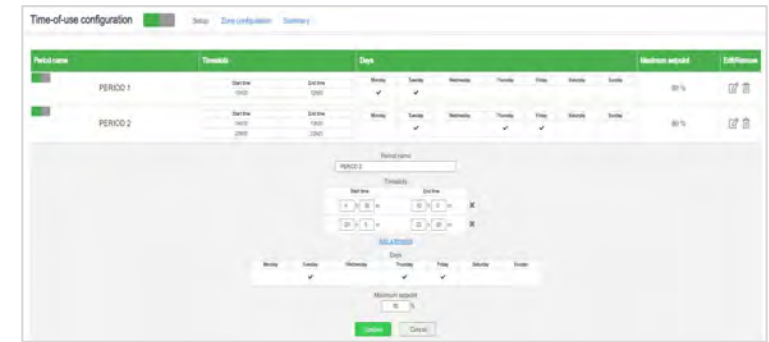 Time-of-use configuration Setup Zone configuration Summary
Period name Timeslots Days Maximum setpoint Edit/Remove
Start time End time Monday Tuesday Wednesday Thursday Friday Saturday Sunday
PERIOD 1
Start time End time Monday Tuesday Wednesday Thursday Friday Saturday Sunday
PERIOD 2
Period name
PERIOD 2
Timeslots
Start time End time
Add a timeslot
Days
Monday Tuesday Wednesday Thursday Friday Saturday Sunday
Maximum setpoint
%
Update Cancel